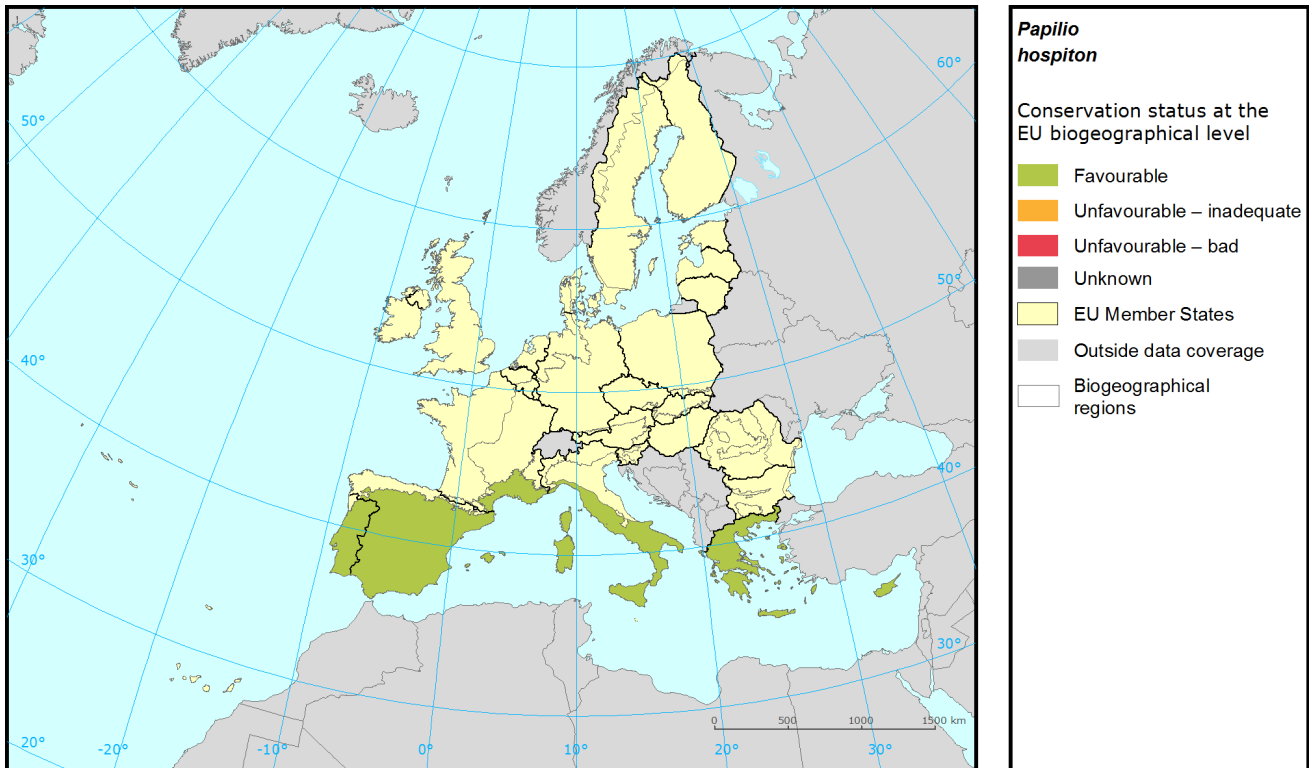 Papilio
hospiton
Conservation status at the
EU biogeographical level
Favourable
Unfavourable – inadequate
Unfavourable – bad
Unknown
EU Member States
Outside data coverage
Biogeographical
regions
60°
50°
50°
40°
40°
30°
30°
0 500 1000 1500 km
20° -20° -10° 0° 10° 20° 30°